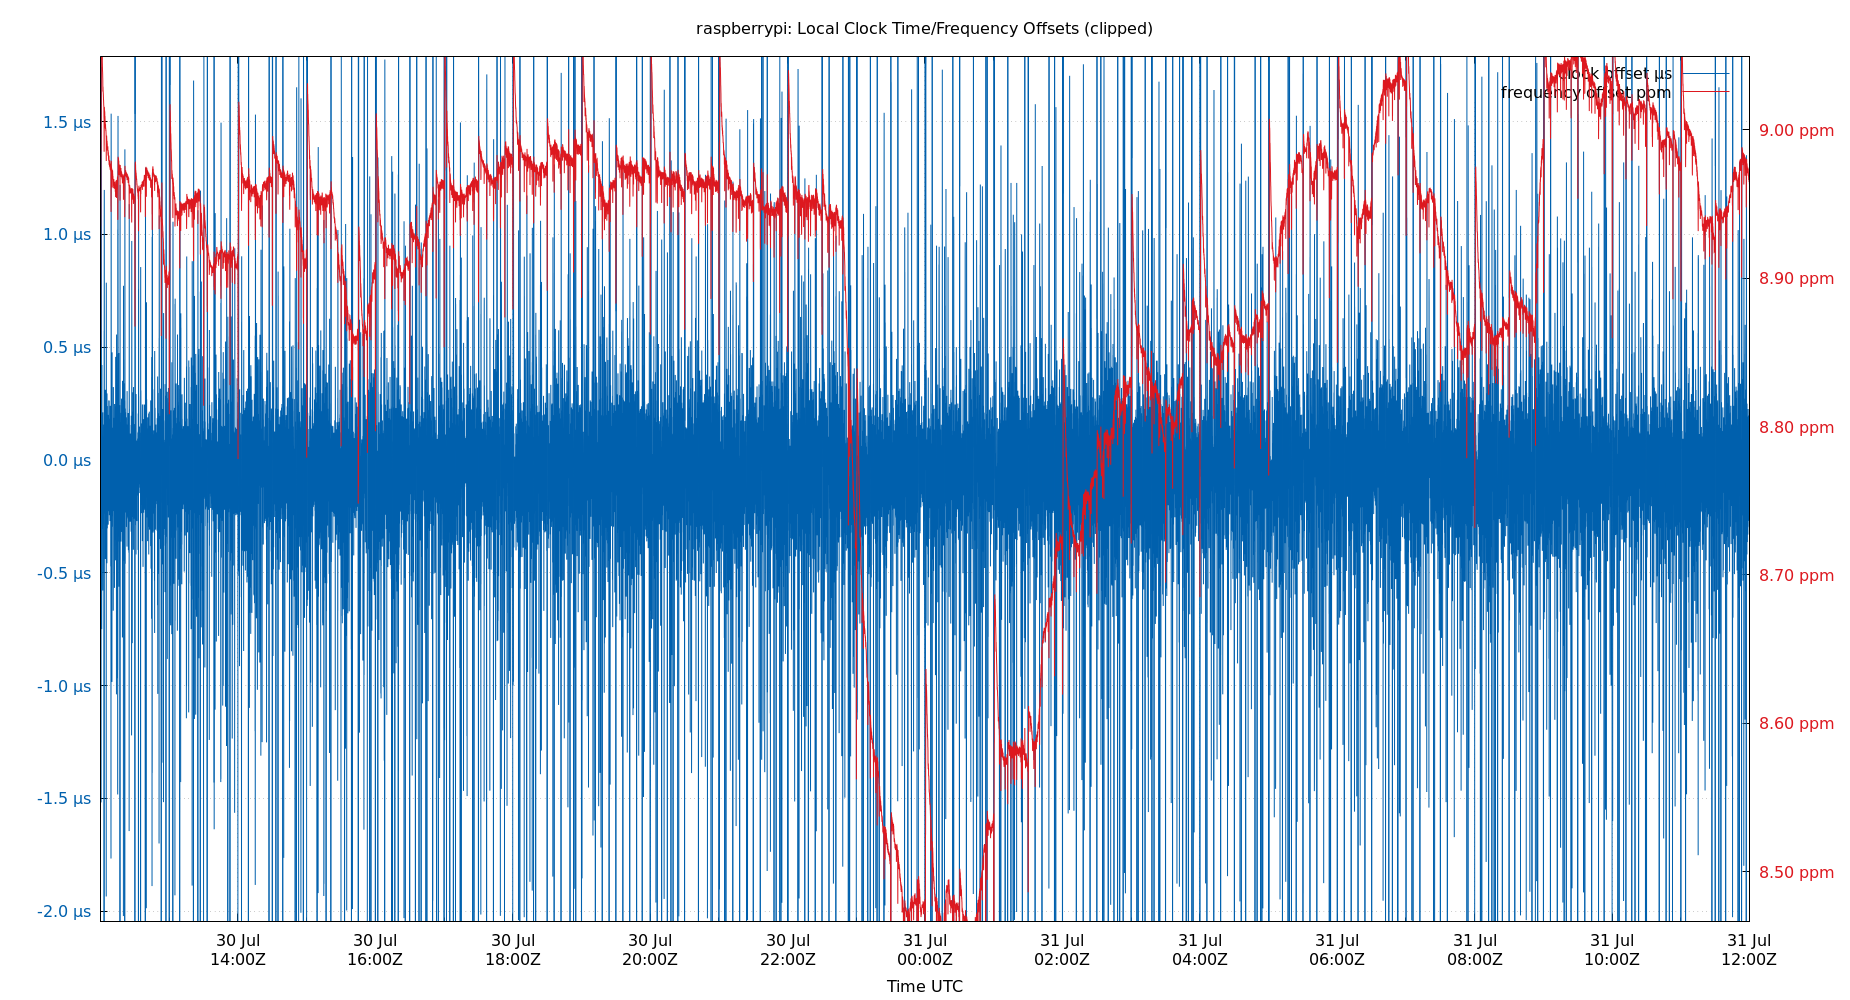 raspberrypi: Local Clock Time/Frequency Offsets (clipped)
clock offset µs
frequency offset ppm
1.5 µs
1.0 µs
0.5 µs
0.0 µs
-0.5 µs
-1.0 µs
-1.5 µs
-2.0 µs
9.00 ppm
8.90 ppm
8.80 ppm
8.70 ppm
8.60 ppm
8.50 ppm
30 Jul 30 Jul 30 Jul 30 Jul 30 Jul 31 Jul 31 Jul 31 Jul 31 Jul 31 Jul 31 Jul 31 Jul
14:00Z 16:00Z 18:00Z 20:00Z 22:00Z 00:00Z 02:00Z 04:00Z 06:00Z 08:00Z 10:00Z 12:00Z
Time UTC